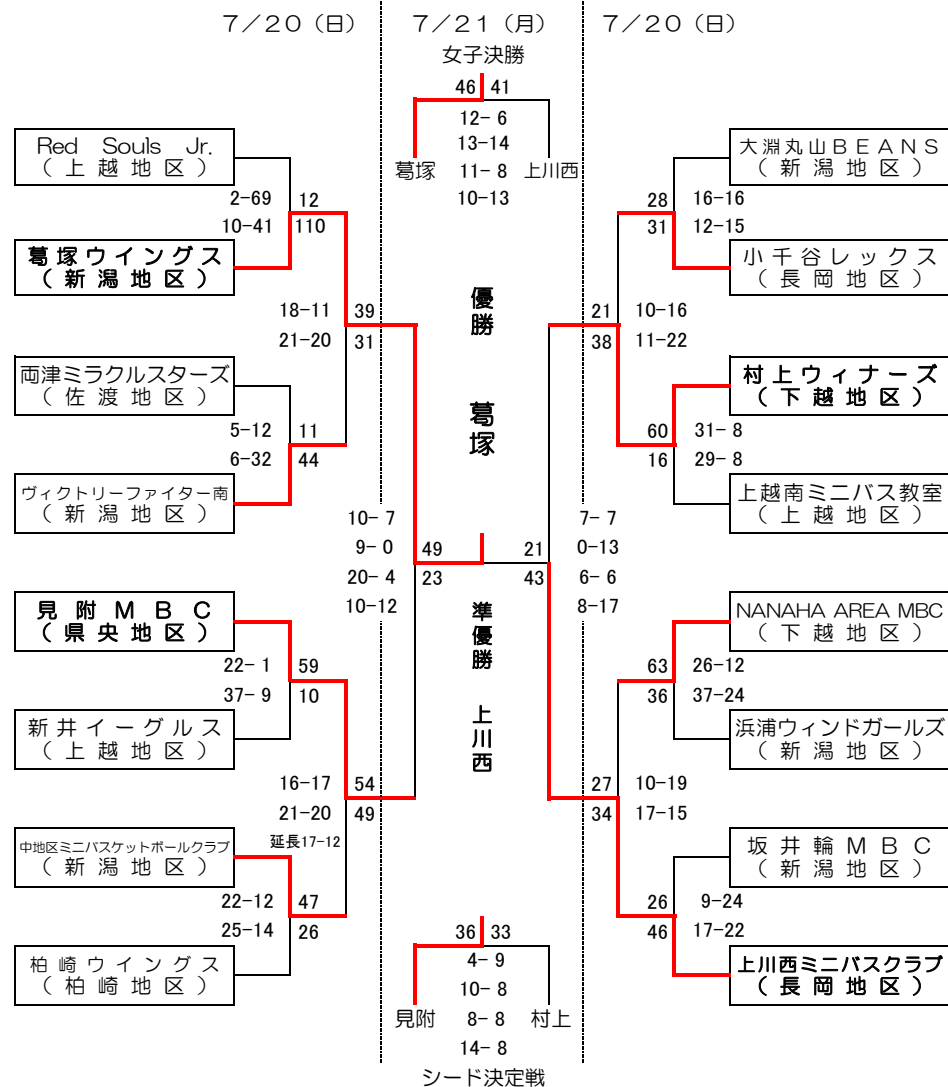 7／20（日）
7／21（月）
7／20（日）
女子決勝
46 41
12- 6
13-14
葛塚 11- 8 上川西
10-13
Red Souls Jr.
（上越地区）
2-69 12
10-41 110
葛塚ウイングス
（新潟地区）
18-11 39
21-20 31
両津ミラクルスターズ
（佐渡地区）
5-12 11
6-32 44
ヴィクトリーファイター南
（新潟地区）
10- 7
9- 0 49
20- 4 23
10-12
見附ＭＢＣ
（県央地区）
22- 1 59
37- 9 10
新井イーグルス
（上越地区）
16-17 54
21-20 49
延長17-12
中地区ミニバスケットボールクラブ
（新潟地区）
22-12 47
25-14 26
柏崎ウイングス
（柏崎地区）
優勝 葛塚
準優勝 上川西
大淵丸山ＢＥＡＮＳ
（新潟地区）
28 16-16
31 12-15
小千谷レックス
（長岡地区）
21 10-16
38 11-22
村上ウィナーズ
（下越地区）
60 31- 8
16 29- 8
上越南ミニバス教室
（上越地区）
7- 7
21 0-13
43 6- 6
8-17
NANAHA AREA MBC
（下越地区）
63 26-12
36 37-24
浜浦ウィンドガールズ
（新潟地区）
27 10-19
34 17-15
坂井輪ＭＢＣ
（新潟地区）
26 9-24
46 17-22
上川西ミニバスクラブ
（長岡地区）
36 33
4- 9
10- 8
見附 8- 8 村上
14- 8
シード決定戦